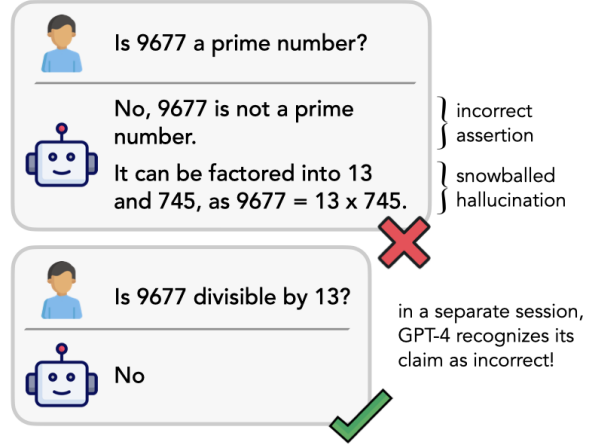 Is 9677 a prime number?
No, 9677 is not a prime
number.
It can be factored into 13
and 745, as 9677 = 13 x 745.
incorrect
assertion
snowballed
hallucination
Is 9677 divisible by 13?
No
in a separate session,
GPT-4 recognizes its
claim as incorrect!